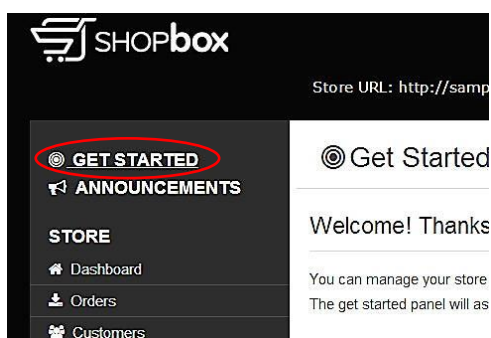 SHOPbox
Store URL: http://samp
GET STARTED
ANNOUNCEMENTS
STORE
Dashboard
Orders
Customers
Get Started
Welcome! Thanks
You can manage your store
The get started panel will as